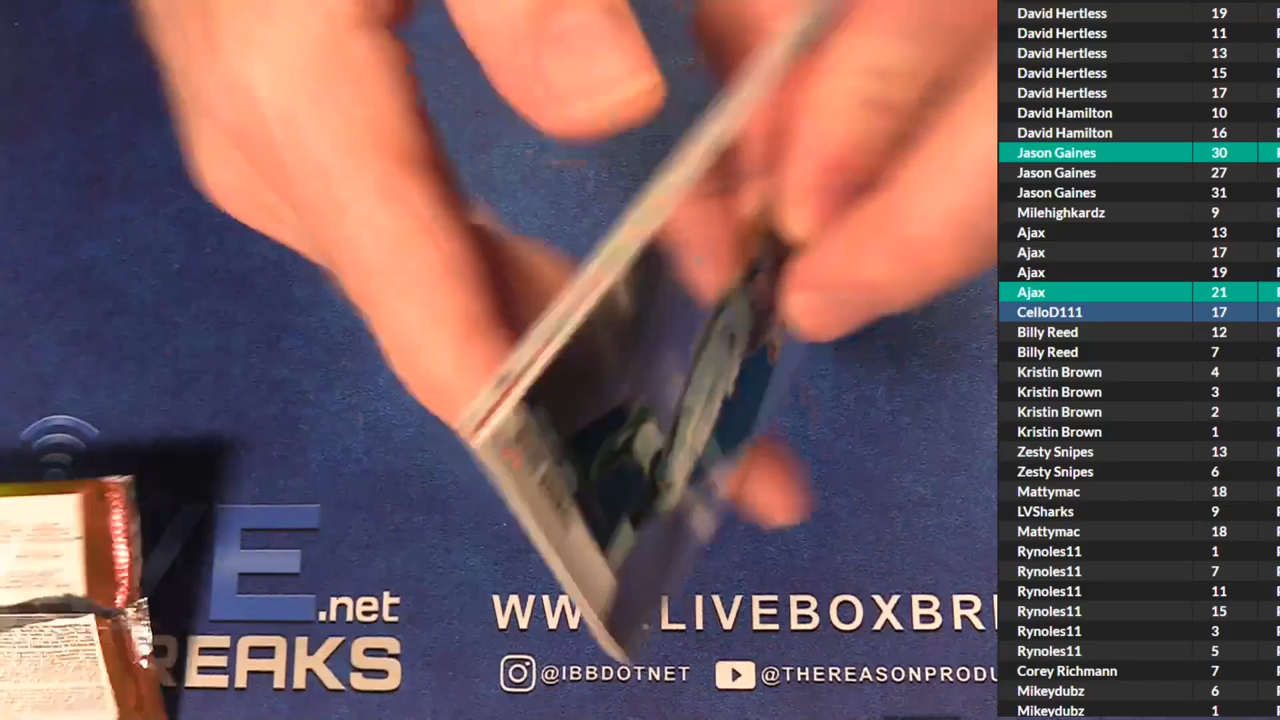 David Hertless 19
David Hertless 11
David Hertless 13
David Hertless 15
David Hertless 17
David Hamilton 10
David Hamilton 16
Jason Gaines 30
Jason Gaines 27
Jason Gaines 31
Milehighkardz 9
Ajax 13
Ajax 17
Ajax 19
Ajax 21
CelloD111 17
Billy Reed 12
Billy Reed 7
Kristin Brown 4
Kristin Brown 3
Kristin Brown 2
Kristin Brown 1
Zesty Snipes 13
Zesty Snipes 6
Mattymac 18
LVSharks 9
Mattymac 18
Rynoles11 1
Rynoles11 7
Rynoles11 11
Rynoles11 15
Rynoles11 3
Rynoles11 5
Corey Richmann 7
Mikeydubz 6
Mikeydubz 1
VE
.net
REAKS
WW LIVEBOXBR
@IBBDOTNET @THEREASONPRODU